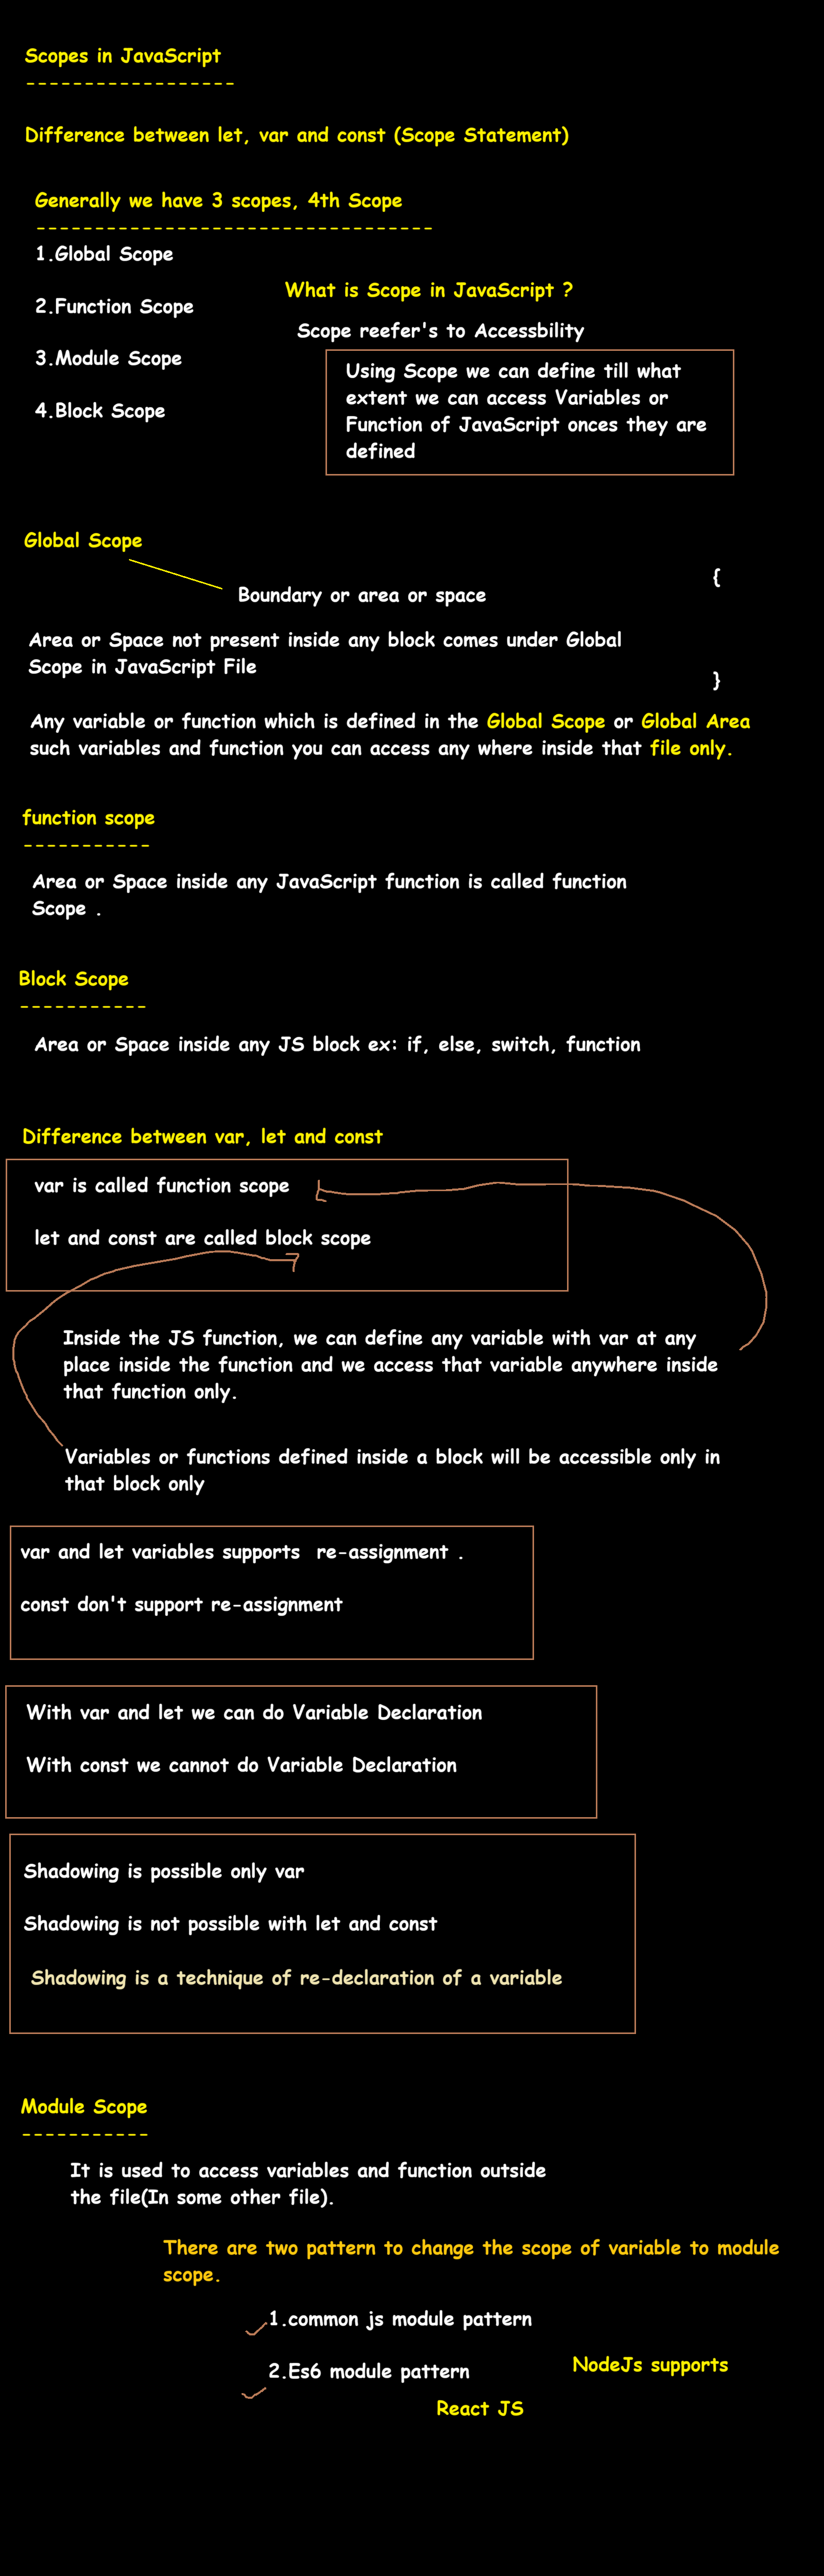 Scopes in JavaScript
------------------
Difference between let, var and const (Scope Statement)
Generally we have 3 scopes, 4th Scope
----------------------------------
1.Global Scope
2.Function Scope
3.Module Scope
4.Block Scope
What is Scope in JavaScript ?
Scope reefer's to Accessbility
Using Scope we can define till what
extent we can access Variables or
Function of JavaScript onces they are
defined
Global Scope
Boundary or area or space
{
Area or Space not present inside any block comes under Global
Scope in JavaScript File
}
Any variable or function which is defined in the Global Scope or Global Area
such variables and function you can access any where inside that file only.
function scope
-----------
Area or Space inside any JavaScript function is called function
Scope .
Block Scope
-----------
Area or Space inside any JS block ex: if, else, switch, function
Difference between var, let and const
var is called function scope
let and const are called block scope
Inside the JS function, we can define any variable with var at any
place inside the function and we access that variable anywhere inside
that function only.
Variables or functions defined inside a block will be accessible only in
that block only
var and let variables supports  re-assignment .
const don't support re-assignment
With var and let we can do Variable Declaration
With const we cannot do Variable Declaration
Shadowing is possible only var
Shadowing is not possible with let and const
Shadowing is a technique of re-declaration of a variable
Module Scope
-----------
It is used to access variables and function outside
the file(In some other file).
There are two pattern to change the scope of variable to module
scope.
1.common js module pattern
2.Es6 module pattern
NodeJs supports
React JS